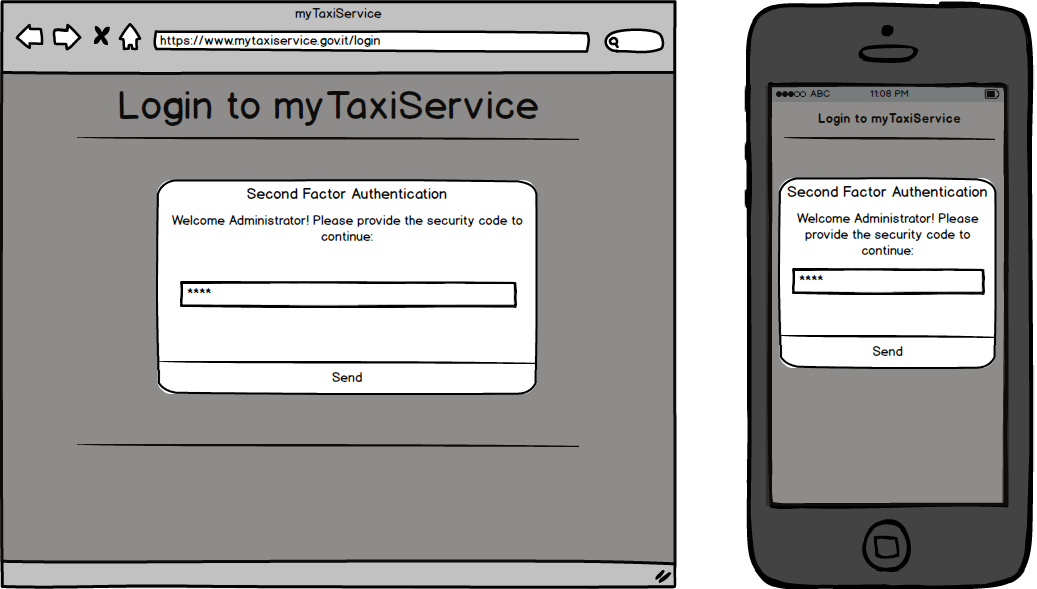 myTaxiService
https://www.mytaxiservice.gov.it/login
Login to myTaxiService
Second Factor Authentication
Welcome Administrator! Please provide the security code to
continue:
****
Send
ABC 11:08 PM
Login to myTaxiService
Second Factor Authentication
Welcome Administrator! Please
provide the security code to
continue:
****
Send